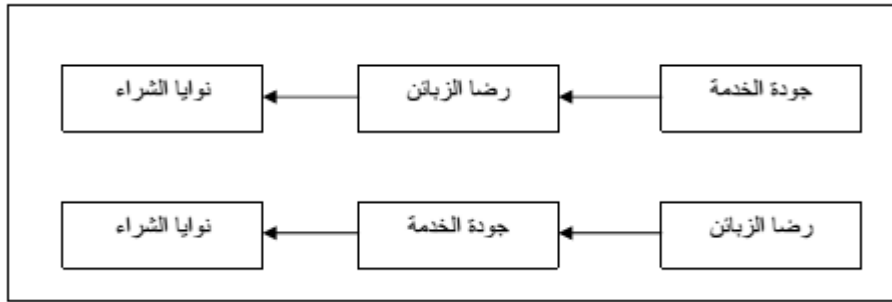 جودة الخدمة
رضا الزبائن
نوايا الشراء
رضا الزبائن
جودة الخدمة
نوايا الشراء